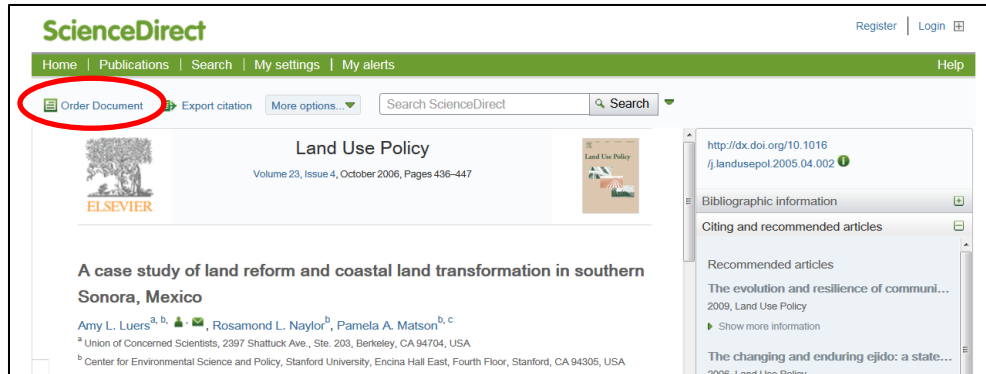 ScienceDirect
Register | Login
Home | Publications | Search | My settings | My alerts
Help
Order Document
Export citation
More options...
Search ScienceDirect
Search
ELSEVIER
Land Use Policy
Volume 23, Issue 4, October 2006, Pages 436–447
Land Use Policy
A case study of land reform and coastal land transformation in southern
Sonora, Mexico
Amy L. Luers a, b, , Rosamond L. Naylor b, Pamela A. Matson b, c
a Union of Concerned Scientists, 2397 Shattuck Ave., Ste. 203, Berkeley, CA 94704, USA
b Center for Environmental Science and Policy, Stanford University, Encina Hall East, Fourth Floor, Stanford, CA 94305, USA
http://dx.doi.org/10.1016
/j.landusepol.2005.04.002
Bibliographic information
Citing and recommended articles
Recommended articles
The evolution and resilience of communi...
2009, Land Use Policy
Show more information
The changing and enduring ejido: a state...
2006, Land Use Policy